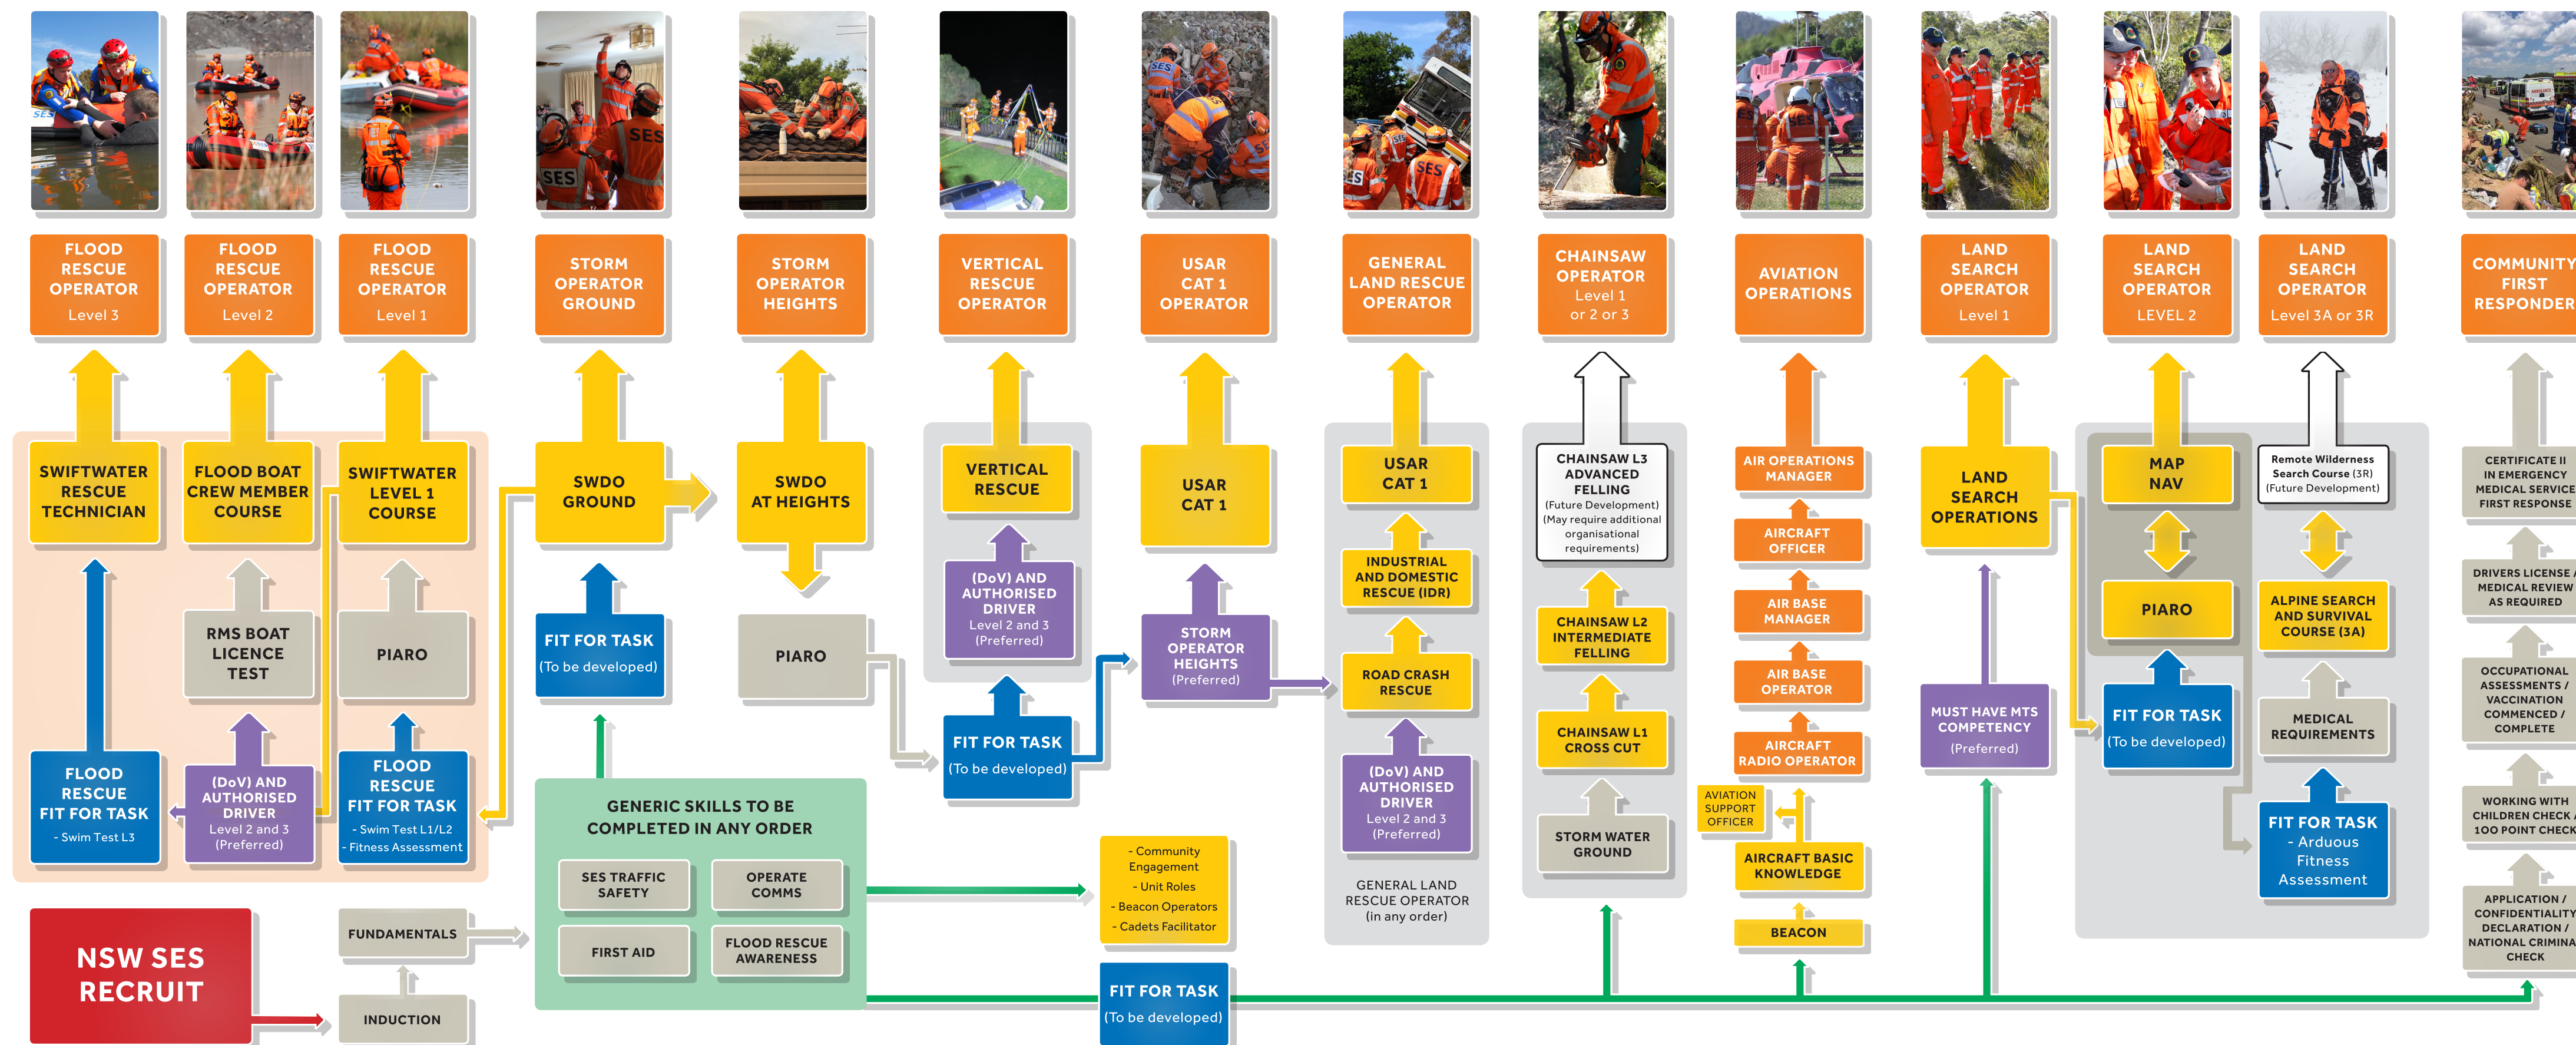 FLOOD
RESCUE
OPERATOR
Level 3
FLOOD
RESCUE
OPERATOR
Level 2
FLOOD
RESCUE
OPERATOR
Level 1
STORM
OPERATOR
GROUND
STORM
OPERATOR
HEIGHTS
VERTICAL
RESCUE
OPERATOR
USAR
CAT 1
OPERATOR
GENERAL
LAND RESCUE
OPERATOR
CHAINSAW
OPERATOR
Level 1
or 2 or 3
AVIATION
OPERATIONS
LAND
SEARCH
OPERATOR
Level 1
LAND
SEARCH
OPERATOR
LEVEL 2
LAND
SEARCH
OPERATOR
Level 3A or 3R
COMMUNITY
FIRST
RESPONDER
SWIFTWATER
RESCUE
TECHNICIAN
FLOOD RESCUE
FIT FOR TASK
- Swim Test L3
FLOOD BOAT
CREW MEMBER
COURSE
RMS BOAT
LICENCE
TEST
(DoV) AND
AUTHORISED
DRIVER
Level 2 and 3
(Preferred)
SWIFTWATER
LEVEL 1
COURSE
PIARO
FLOOD
RESCUE
FIT FOR TASK
- Swim Test L1/L2
- Fitness Assessment
SWDO
GROUND
FIT FOR TASK
(To be developed)
SWDO
AT HEIGHTS
PIARO
VERTICAL
RESCUE
(DoV) AND
AUTHORISED
DRIVER
Level 2 and 3
(Preferred)
FIT FOR TASK
(To be developed)
USAR
CAT 1
STORM
OPERATOR
HEIGHTS
(Preferred)
USAR
CAT 1
INDUSTRIAL
AND DOMESTIC
RESCUE (IDR)
ROAD CRASH
RESCUE
(DoV) AND
AUTHORISED
DRIVER
Level 2 and 3
(Preferred)
GENERAL LAND
RESCUE OPERATOR
(in any order)
CHAINSAW L3
ADVANCED
FELLING
(Future Development)
(May require additional
organisational
requirements)
CHAINSAW L2
INTERMEDIATE
FELLING
CHAINSAW L1
CROSS CUT
STORM WATER
GROUND
AIR OPERATIONS
MANAGER
AIRCRAFT
OFFICER
AIR BASE
MANAGER
AIR BASE
OPERATOR
AIRCRAFT
RADIO OPERATOR
AVIATION
SUPPORT
OFFICER
AIRCRAFT BASIC
KNOWLEDGE
BEACON
LAND
SEARCH
OPERATIONS
MUST HAVE MTS
COMPETENCY
(Preferred)
MAP
NAV
PIARO
FIT FOR TASK
(To be developed)
Remote Wilderness
Search Course (3R)
(Future Development)
ALPINE SEARCH
AND SURVIVAL
COURSE (3A)
MEDICAL
REQUIREMENTS
FIT FOR TASK
- Arduous
Fitness
Assessment
CERTIFICATE II
IN EMERGENCY
MEDICAL SERVICE
FIRST RESPONSE
DRIVERS LICENSE /
MEDICAL REVIEW
AS REQUIRED
OCCUPATIONAL
ASSESSMENTS /
VACCINATION
COMMENCED /
COMPLETE
WORKING WITH
CHILDREN CHECK /
100 POINT CHECK
APPLICATION /
CONFIDENTIALITY
DECLARATION /
NATIONAL CRIMINA
CHECK
NSW SES
RECRUIT
FUNDAMENTALS
INDUCTION
GENERIC SKILLS TO BE
COMPLETED IN ANY ORDER
SES TRAFFIC
SAFETY
OPERATE
COMMS
FIRST AID
FLOOD RESCUE
AWARENESS
- Community
Engagement
- Unit Roles
- Beacon Operators
- Cadets Facilitator
FIT FOR TASK
(To be developed)
SES
SES
SES
SES
SES
SES
AMBULANCE